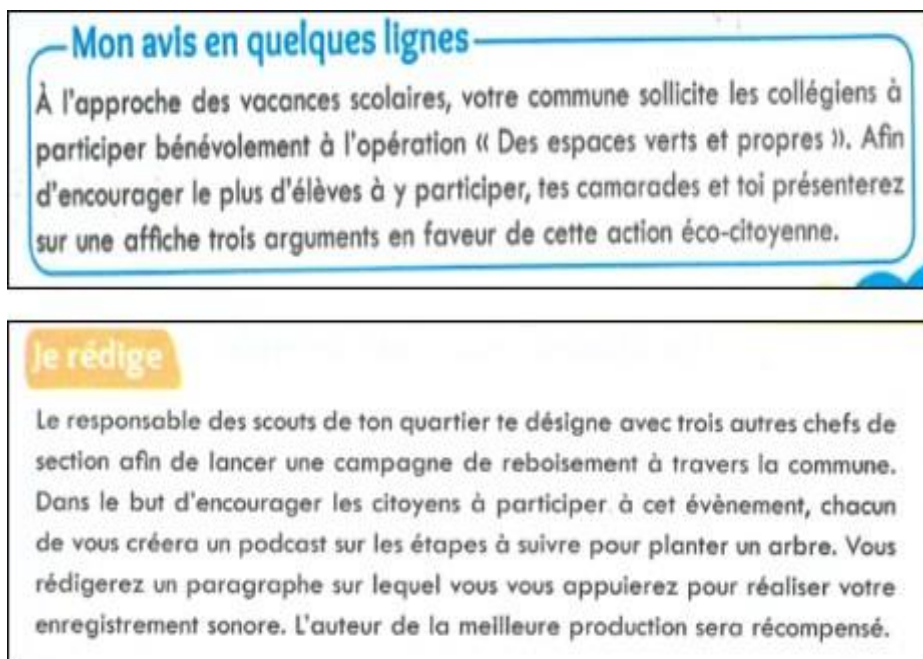 Mon avis en quelques lignes
À l'approche des vacances scolaires, votre commune sollicite les collégiens à
participer bénévolement à l'opération « Des espaces verts et propres ». Afin
d'encourager le plus d'élèves à y participer, tes camarades et toi présenterez
sur une affiche trois arguments en faveur de cette action éco-citoyenne.
Je rédige
Le responsable des scouts de ton quartier te désigne avec trois autres chefs de
section afin de lancer une campagne de reboisement à travers la commune.
Dans le but d'encourager les citoyens à participer à cet évènement, chacun
de vous créera un podcast sur les étapes à suivre pour planter un arbre. Vous
rédigerez un paragraphe sur lequel vous vous appuierez pour réaliser votre
enregistrement sonore. L'auteur de la meilleure production sera récompensé.